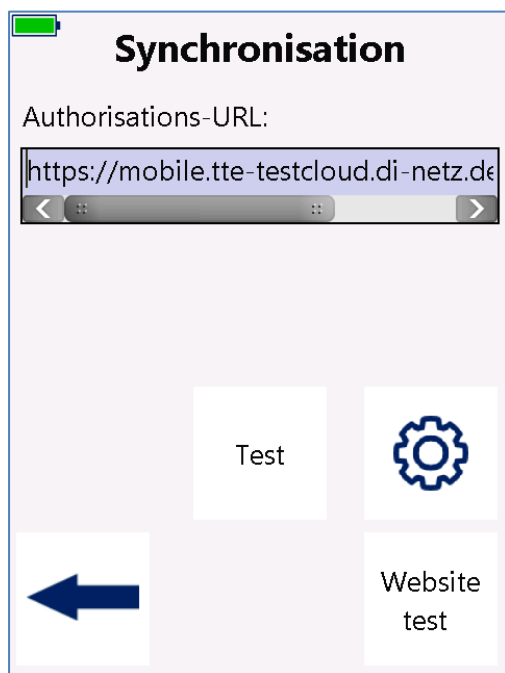 Synchronisation
Authorisations-URL:
https://mobile.tte-testcloud.di-netz.de
Test
Website
test